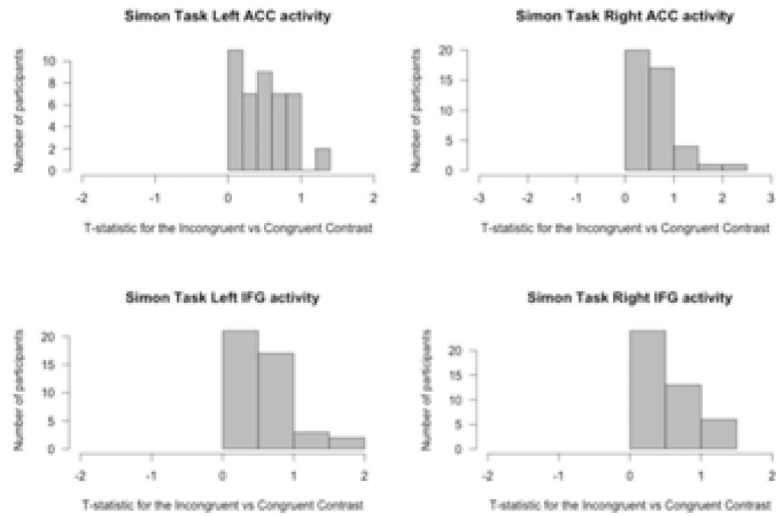 Simon Task Left ACC activity
Number of participants
10
8
6
4
2
0
-2 -1 0 1 2
T-statistic for the Incongruent vs Congruent Contrast
Simon Task Right ACC activity
Number of participants
20
15
10
5
0
-3 -2 -1 0 1 2 3
T-statistic for the Incongruent vs Congruent Contrast
Simon Task Left IFG activity
Number of participants
20
15
10
5
0
-2 -1 0 1 2
T-statistic for the Incongruent vs Congruent Contrast
Simon Task Right IFG activity
Number of participants
20
15
10
5
0
-2 -1 0 1 2
T-statistic for the Incongruent vs Congruent Contrast